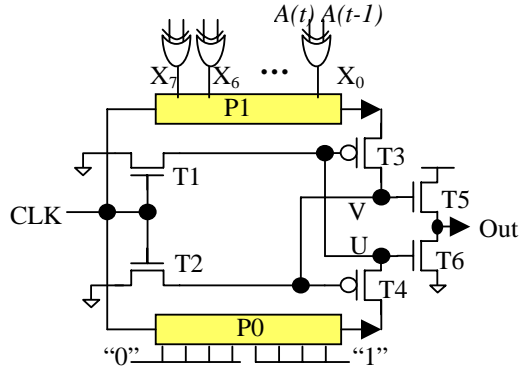 A(t) A(t-1)
X7 X6 ... X0
P1
T3
T1
T5
CLK
V
Out
U
T6
T2
T4
P0
"0" "1"